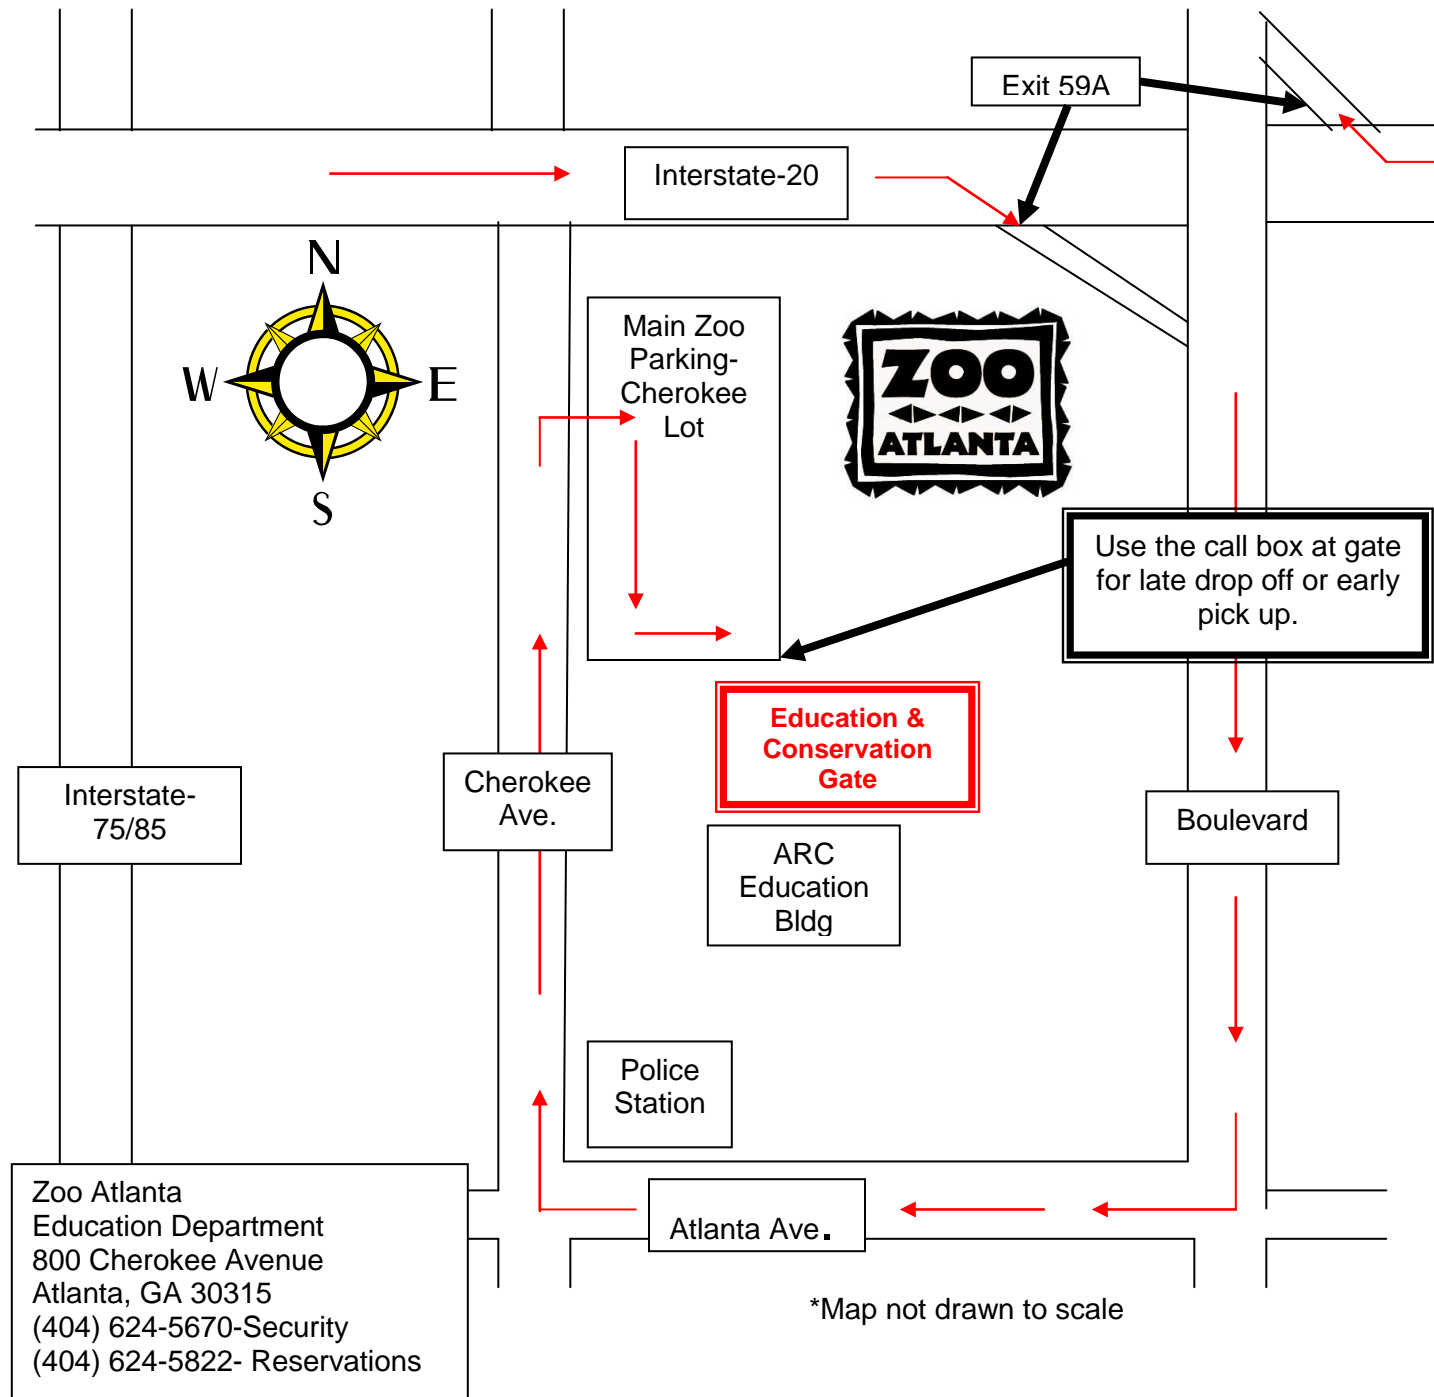 Exit 59A
Interstate-20
N
W
E
S
Main Zoo
Parking-
Cherokee
Lot
ZOO
ATLANTA
Use the call box at gate
for late drop off or early
pick up.
Education &
Conservation
Gate
Interstate-
75/85
Cherokee
Ave.
Boulevard
ARC
Education
Bldg
Police
Station
Atlanta Ave.
Zoo Atlanta
Education Department
800 Cherokee Avenue
Atlanta, GA 30315
(404) 624-5670-Security
(404) 624-5822- Reservations
*Map not drawn to scale